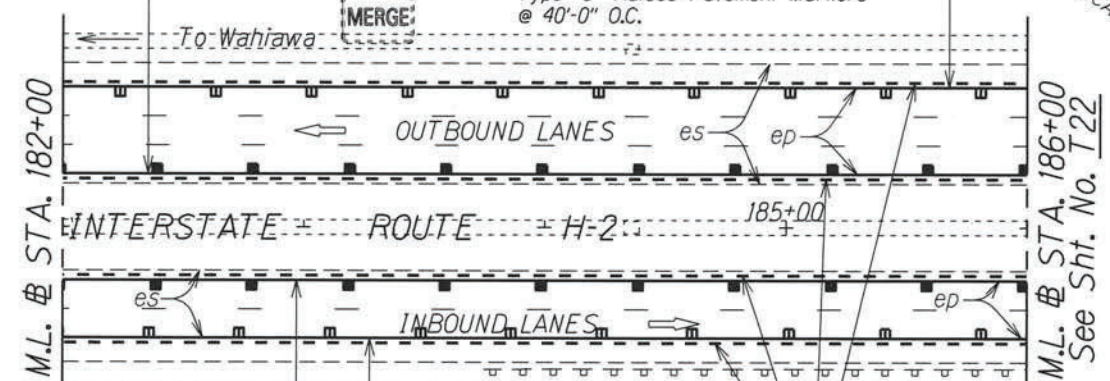 MERGE
@ 40'-0" O.C.
To Wahiawa
OUTBOUND LANES
es
ep
182+00
M.L. ⅊ STA.
INTERSTATE ROUTE H-2
185+00
es
ep
INBOUND LANES
M.L. ⅊ STA. 186+00
See Sht. No. T22